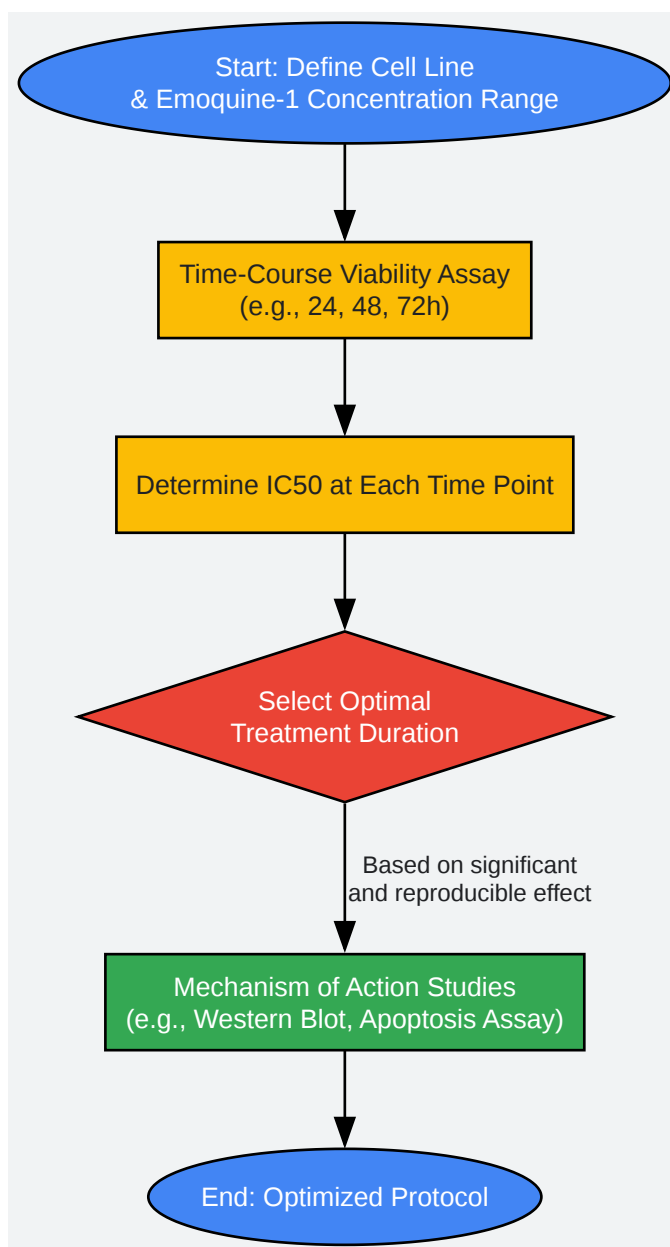 Start: Define Cell Line
& Emoquine-1 Concentration Range
Time-Course Viability Assay
(e.g., 24, 48, 72h)
Determine IC50 at Each Time Point
Select Optimal
Treatment Duration
Based on significant
and reproducible effect
Mechanism of Action Studies
(e.g., Western Blot, Apoptosis Assay)
End: Optimized Protocol